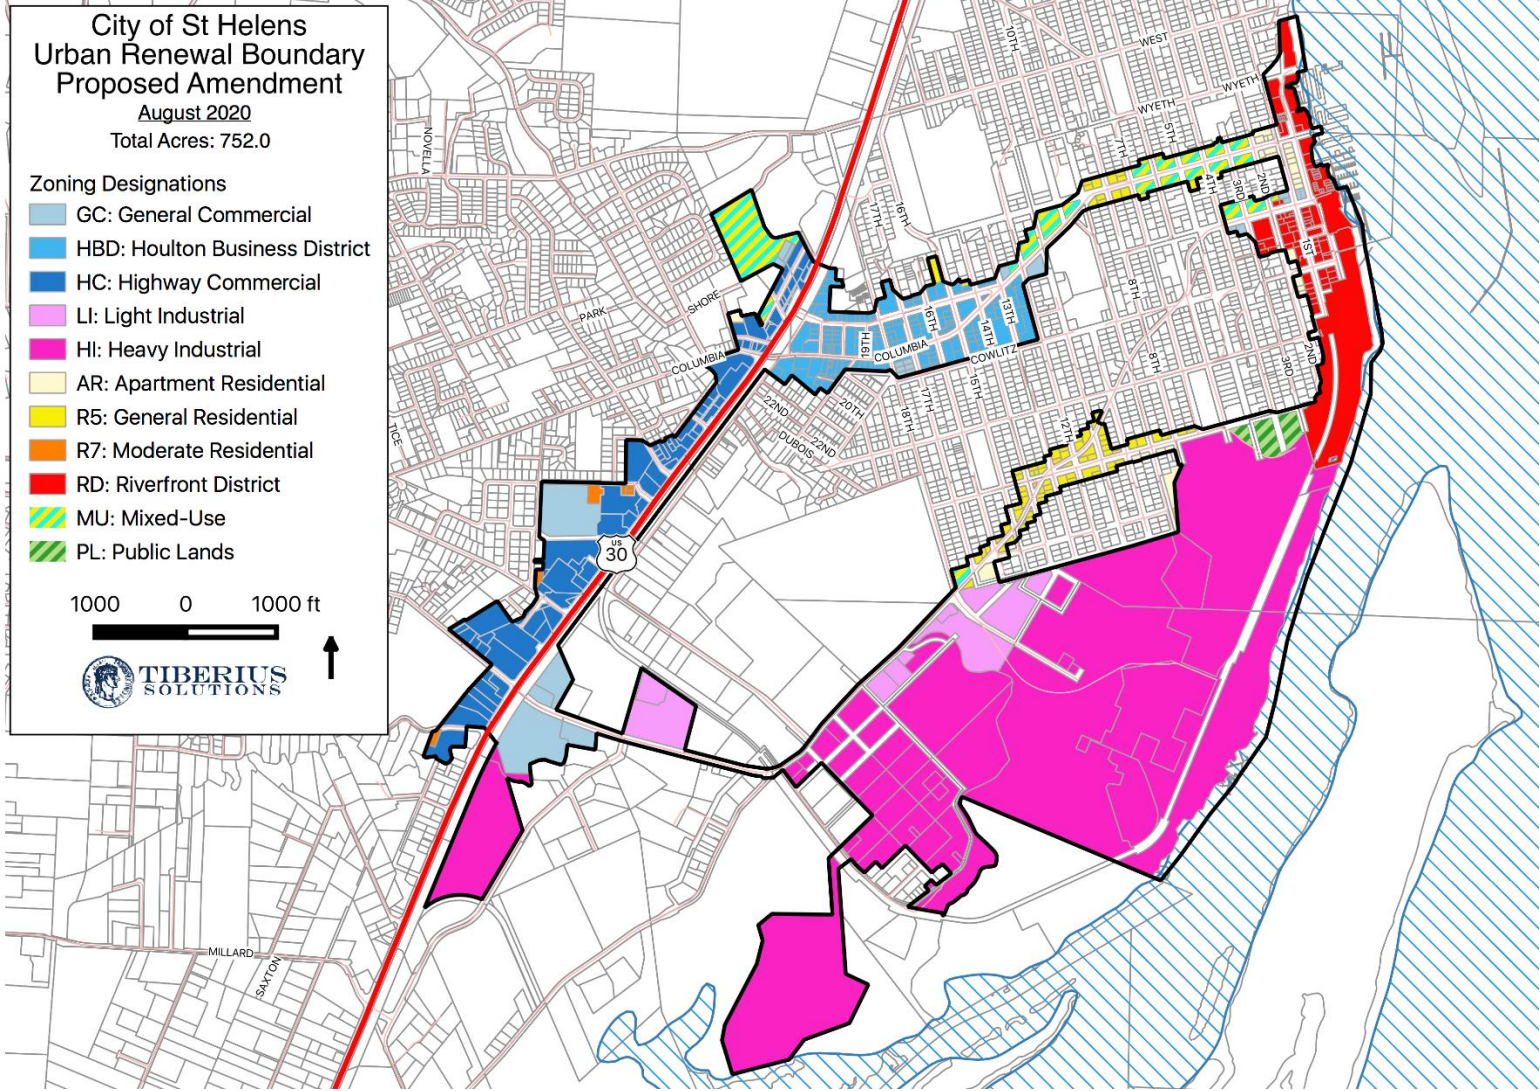 City of St Helens
Urban Renewal Boundary
Proposed Amendment
August 2020
Total Acres: 752.0
Zoning Designations
GC: General Commercial
HBD: Houlton Business District
HC: Highway Commercial
LI: Light Industrial
HI: Heavy Industrial
AR: Apartment Residential
R5: General Residential
R7: Moderate Residential
RD: Riverfront District
MU: Mixed-Use
PL: Public Lands
1000 0 1000 ft
TIBERIUS
SOLUTIONS
NOVELLA
10TH
WEST
WYETH
WYETH
5TH
7TH
4TH
3RD
2ND
17TH
16TH
1ST
SHORE
PARK
8TH
13TH
16TH
14TH
19TH
COLUMBIA
COWLITZ
COLUMBIA
8TH
2ND
3RD
15TH
17TH
18TH
20TH
22ND
22ND
DUBOIS
12TH
TICE
US
30
MILLARD
SAXTON